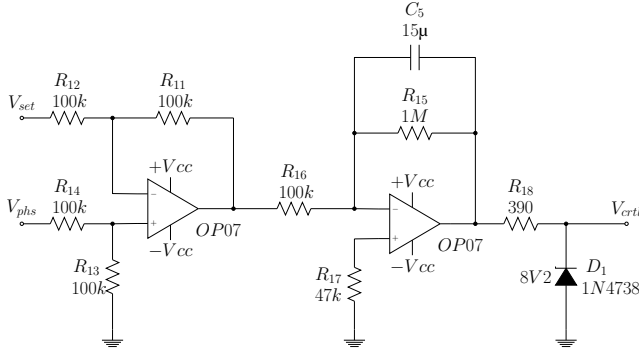 C5
15μ
R12
100k
R11
100k
R15
1M
Vset
+Vcc
−
+
−Vcc
OP07
R14
100k
Vphs
R13
100k
R16
100k
+Vcc
−
+
−Vcc
OP07
R17
47k
R18
390
Vcrtl
8V2
D1
1N4738